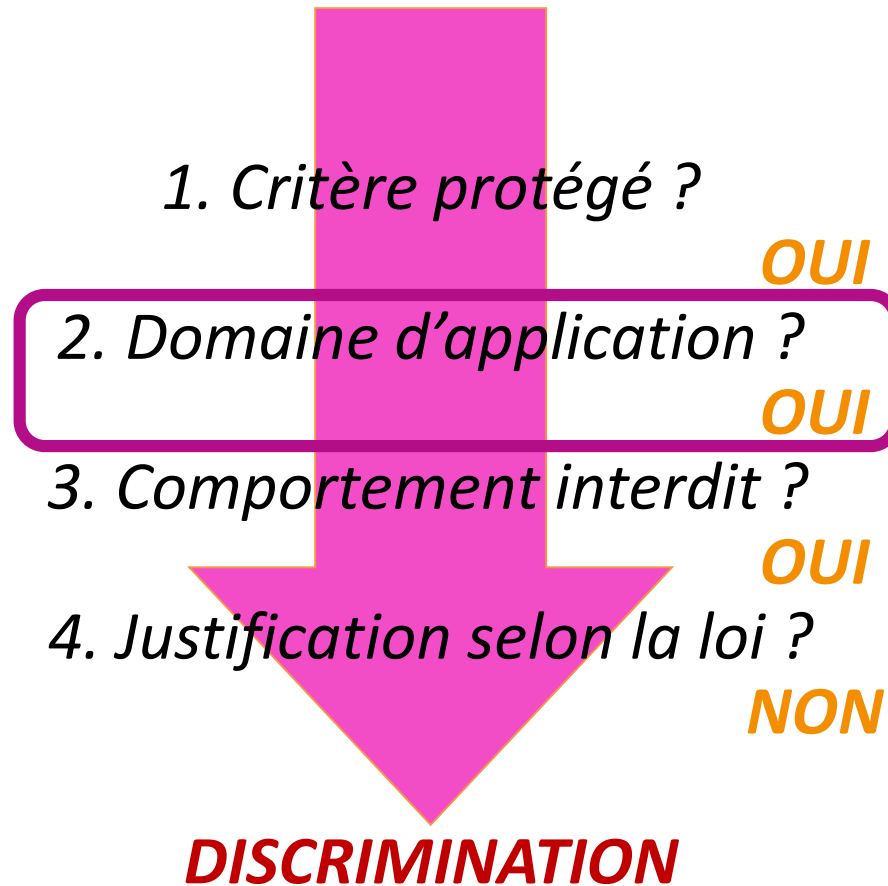 1. Critère protégé ?
OUI
2. Domaine d’application ?
OUI
3. Comportement interdit ?
OUI
4. Justification selon la loi ?
NON
DISCRIMINATION